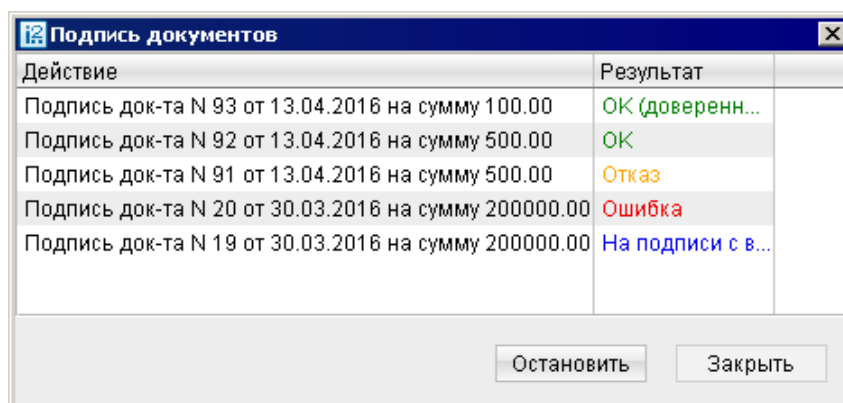 i2 Подпись документов
Действие Результат
Подпись док-та N 93 от 13.04.2016 на сумму 100.00 ОК (доверенн...
Подпись док-та N 92 от 13.04.2016 на сумму 500.00 ОК
Подпись док-та N 91 от 13.04.2016 на сумму 500.00 Отказ
Подпись док-та N 20 от 30.03.2016 на сумму 200000.00 Ошибка
Подпись док-та N 19 от 30.03.2016 на сумму 200000.00 На подписи с в...
Остановить Закрыть